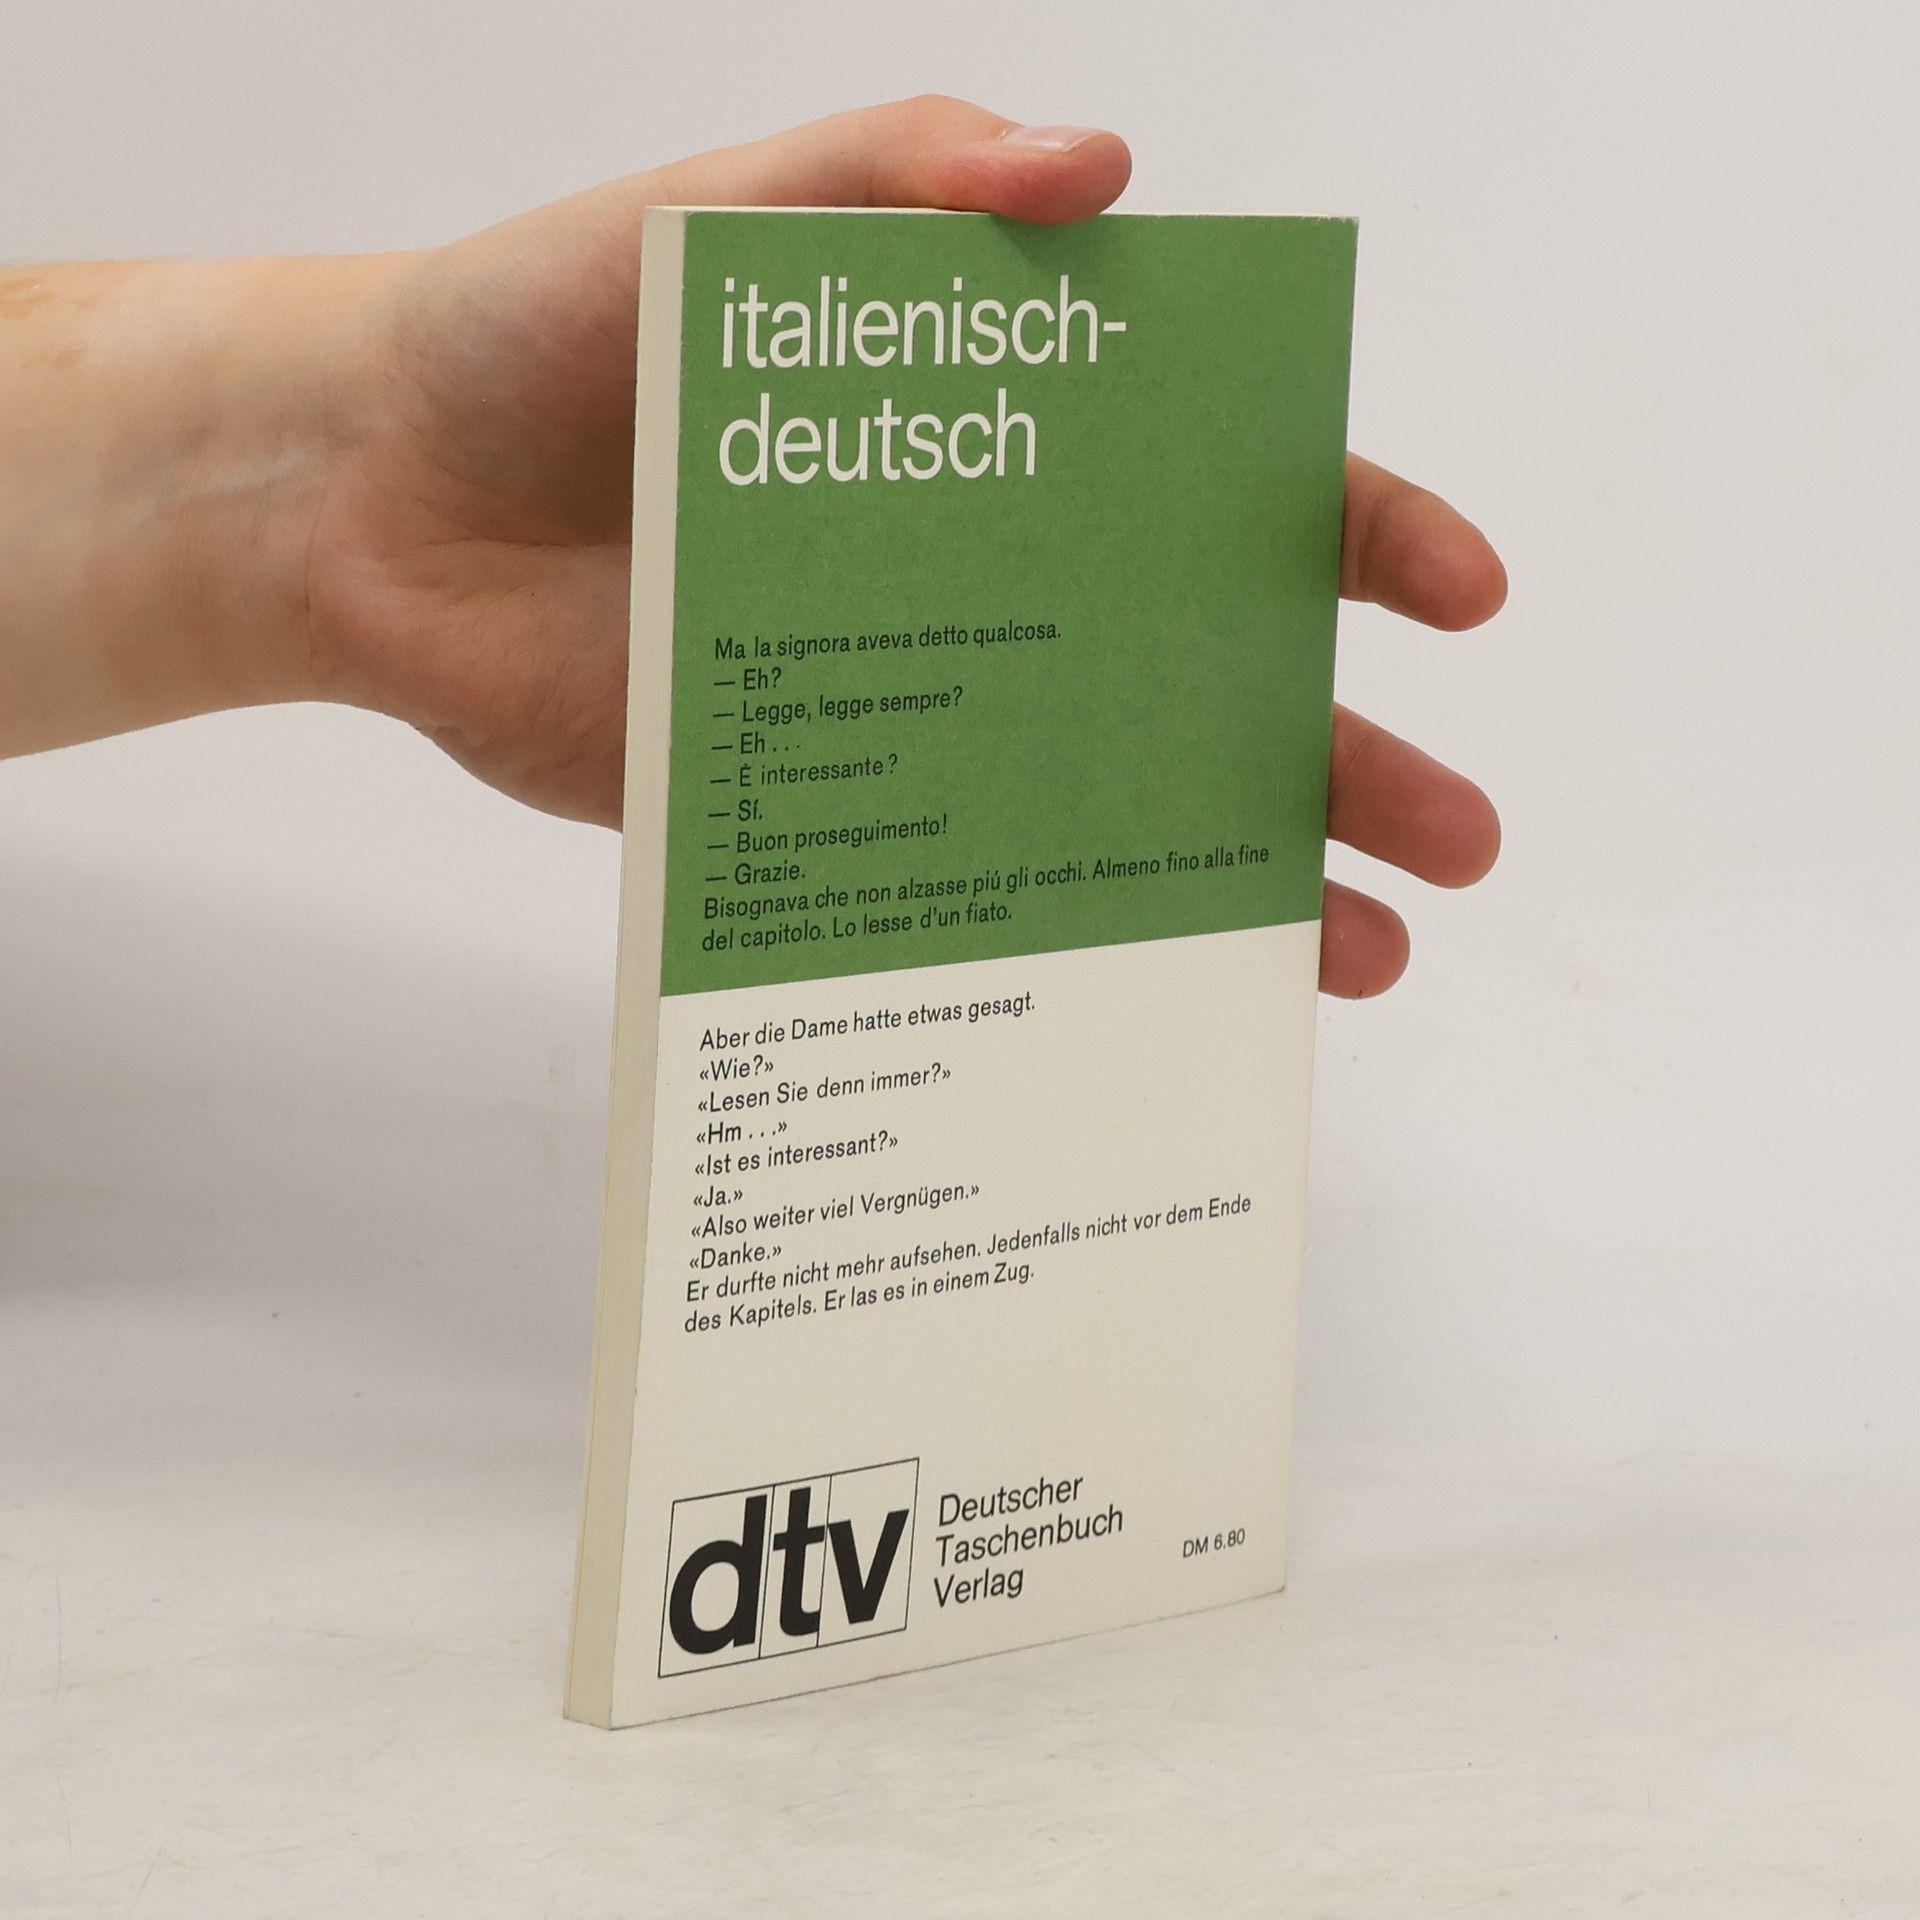 italienisch-
deutsch
Ma la signora aveva detto qualcosa.
— Eh?
— Legge, legge sempre?
— Eh . . .
— È interessante?
— Sí.
— Buon proseguimento!
— Grazie.
Bisognava che non alzasse piú gli occhi. Almeno fino alla fine
del capitolo. Lo lesse d'un fiato.
Aber die Dame hatte etwas gesagt.
«Wie?»
«Lesen Sie denn immer?»
«Hm . . .»
«Ist es interessant?»
«Ja.»
«Also weiter viel Vergnügen.»
«Danke.»
Er durfte nicht mehr aufsehen. Jedenfalls nicht vor dem Ende
des Kapitels. Er las es in einem Zug.
dtv
Deutscher
Taschenbuch
Verlag
DM 6.80